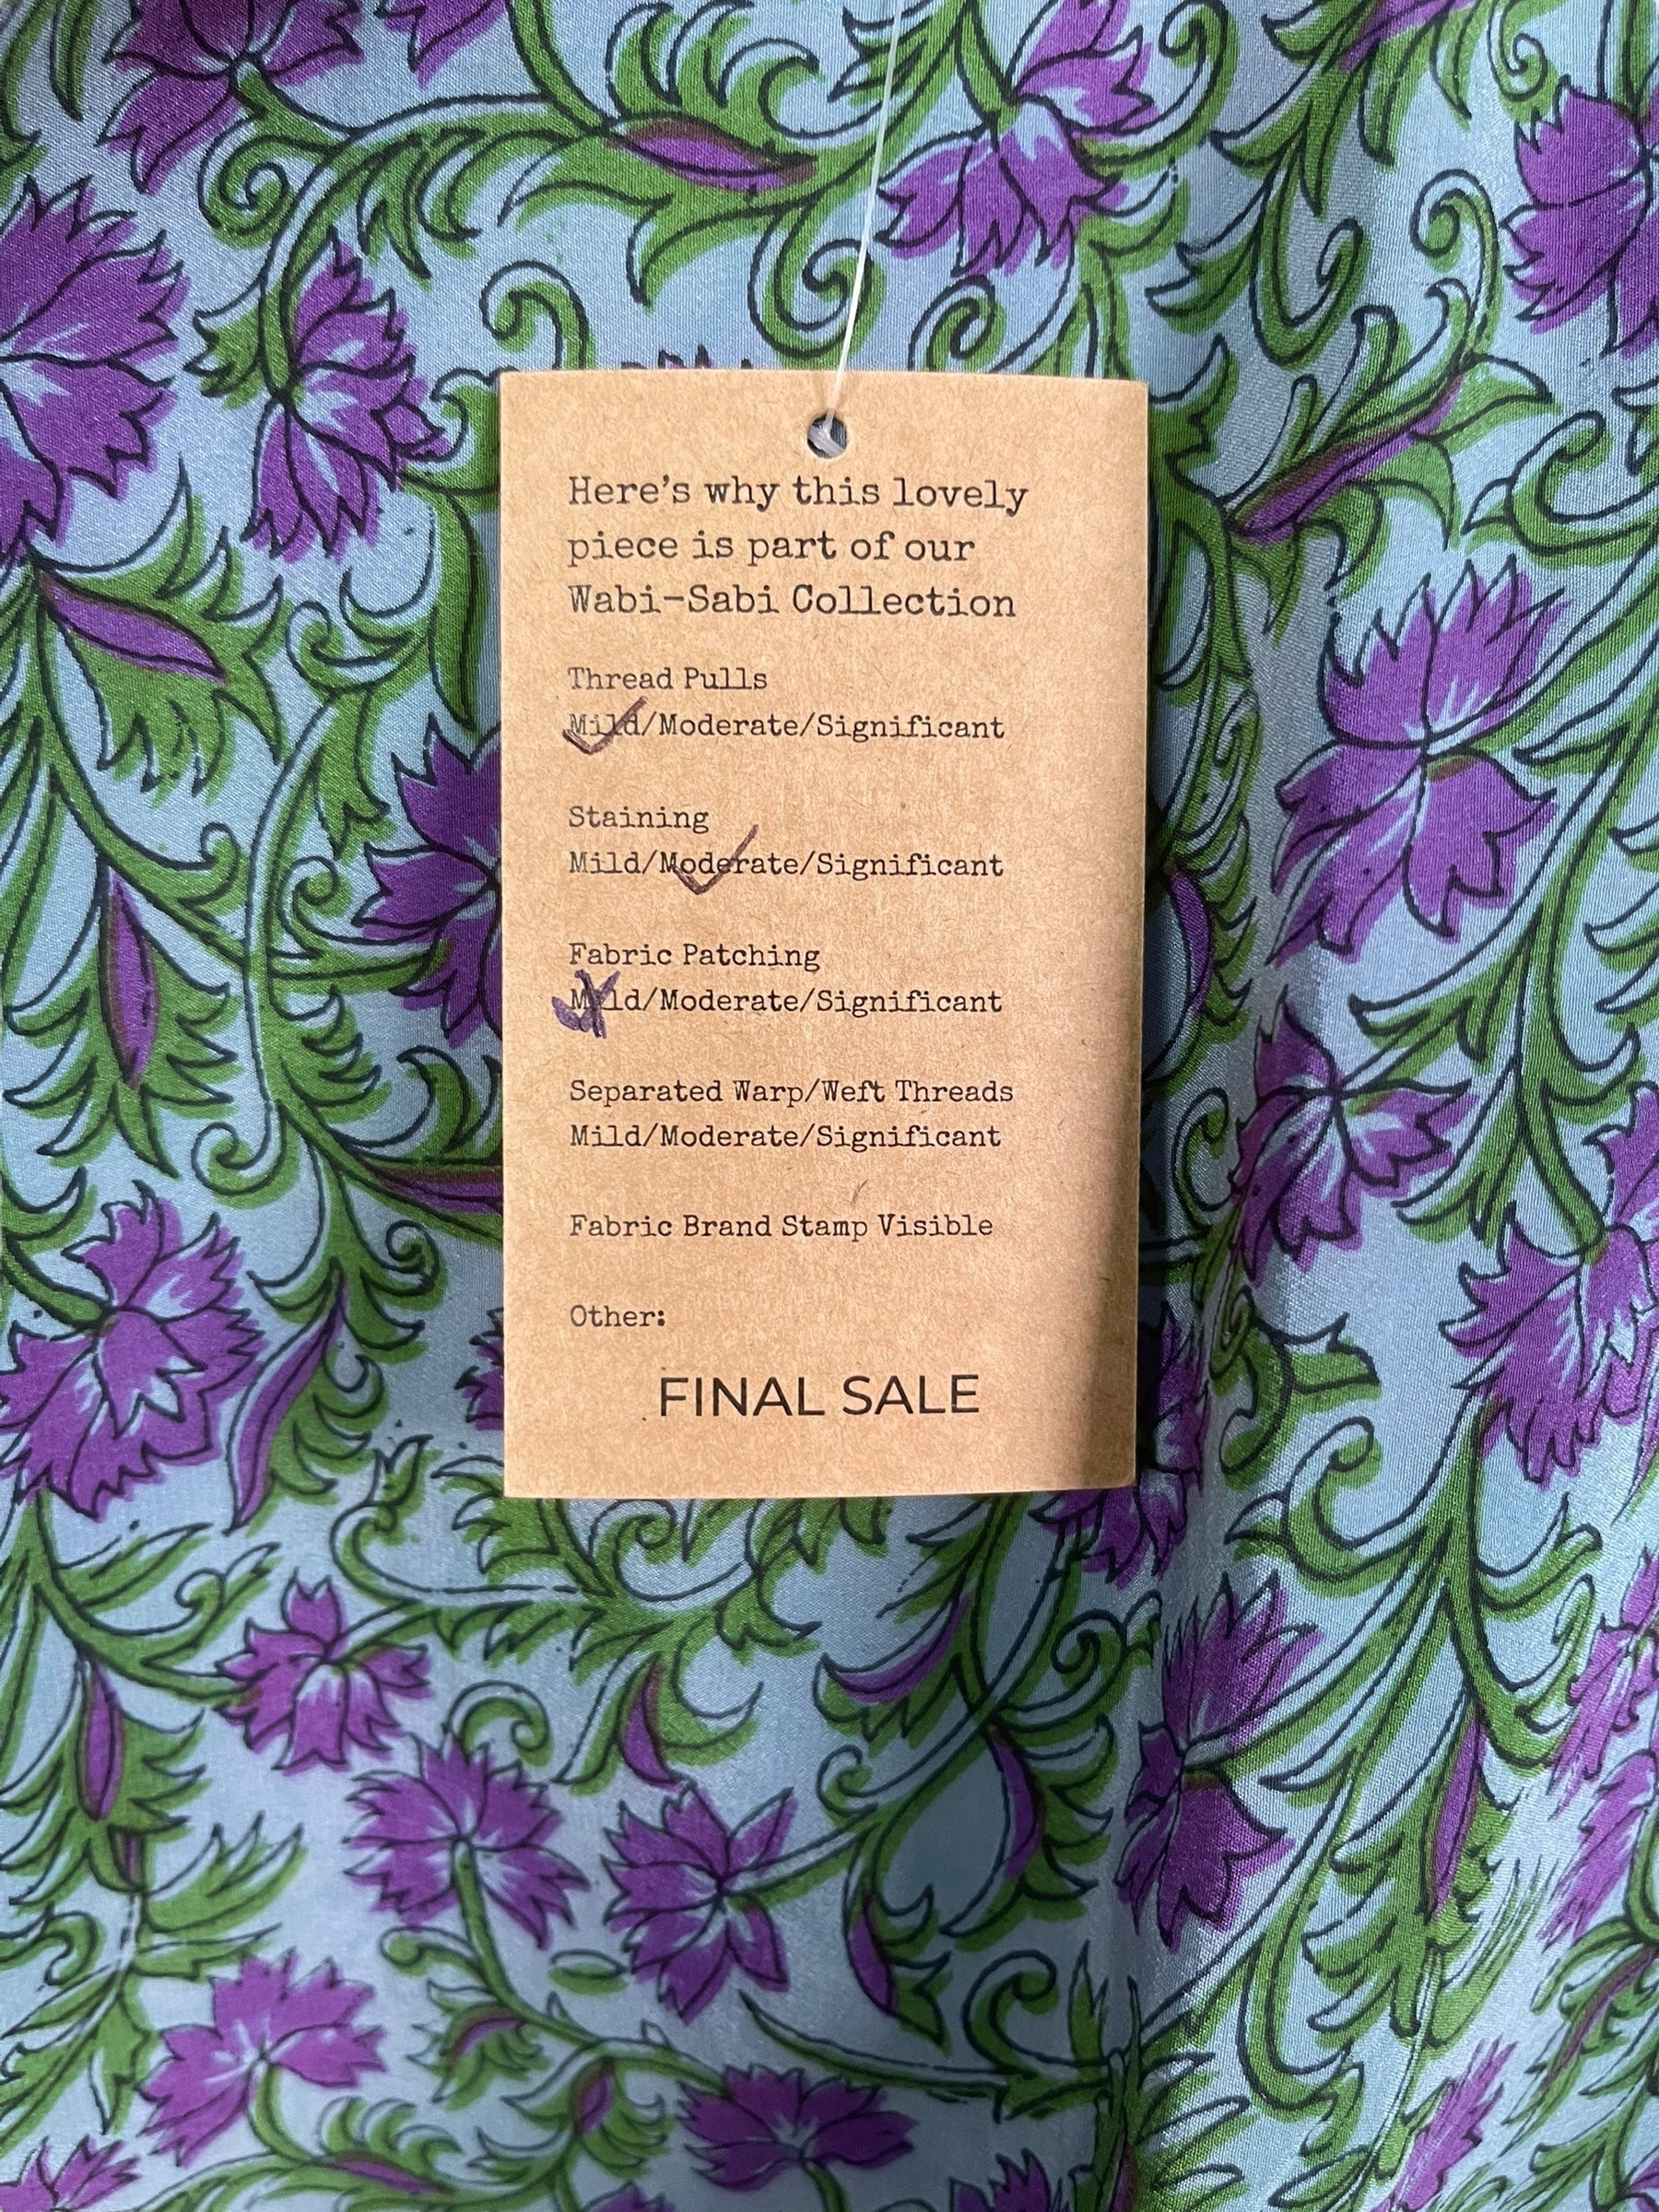 Here's why this lovely
piece is part of our
Wabi-Sabi Collection
Thread Pulls
Mild/Moderate/Significant
Staining
Mild/Moderate/Significant
Fabric Patching
Mild/Moderate/Significant
Separated Warp/Weft Threads
Mild/Moderate/Significant
Fabric Brand Stamp Visible
Other:
FINAL SALE